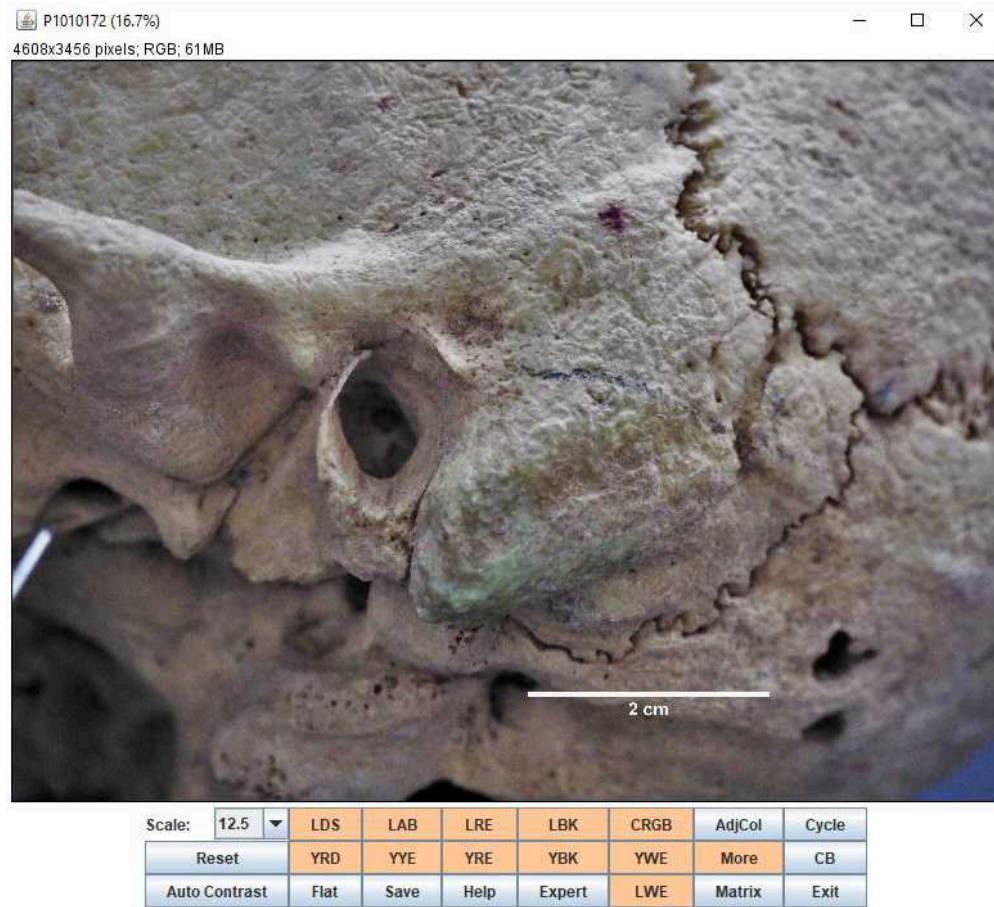 P1010172 (16.7%)
4608x3456 pixels; RGB; 61MB
2 cm
Scale: 12.5 LDS LAB LRE LBK CRGB AdjCol Cycle
Reset YRD YYE YRE YBK YWE More CB
Auto Contrast Flat Save Help Expert LWE Matrix Exit